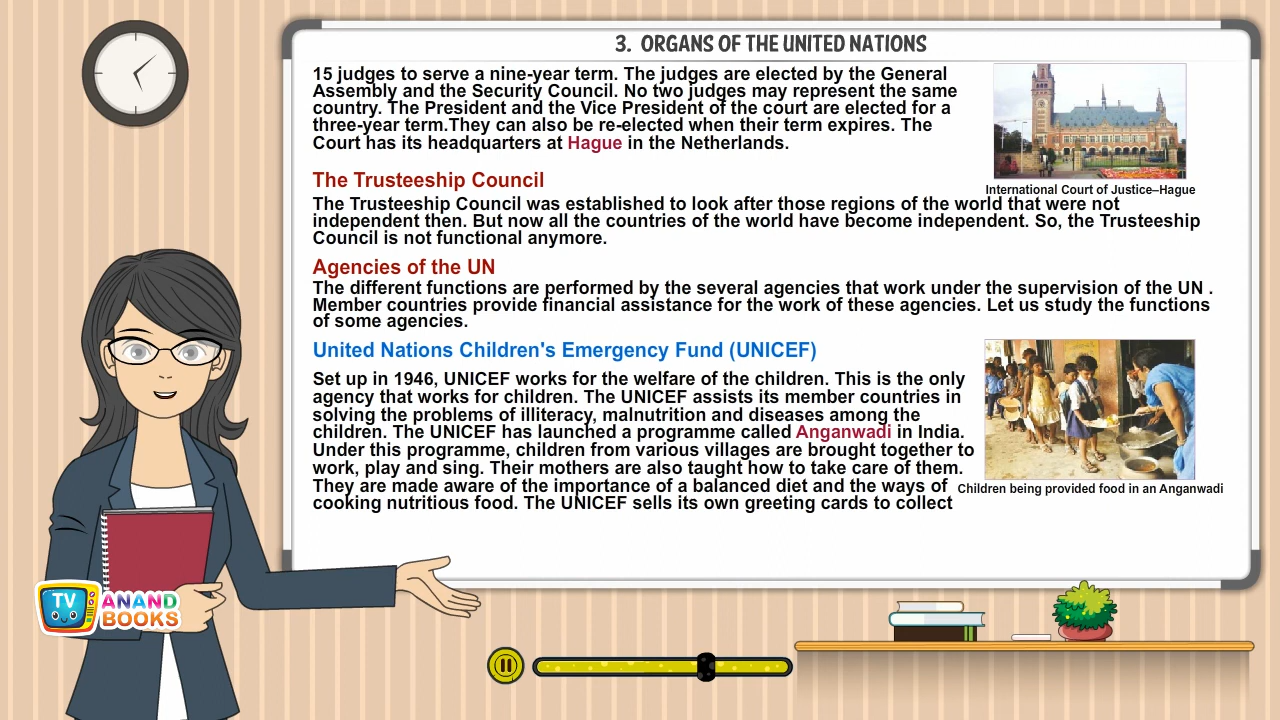 3. ORGANS OF THE UNITED NATIONS
15 judges to serve a nine-year term. The judges are elected by the General
Assembly and the Security Council. No two judges may represent the same
country. The President and the Vice President of the court are elected for a
three-year term.They can also be re-elected when their term expires. The
Court has its headquarters at Hague in the Netherlands.
International Court of Justice–Hague
The Trusteeship Council
The Trusteeship Council was established to look after those regions of the world that were not
independent then. But now all the countries of the world have become independent. So, the Trusteeship
Council is not functional anymore.
Agencies of the UN
The different functions are performed by the several agencies that work under the supervision of the UN .
Member countries provide financial assistance for the work of these agencies. Let us study the functions
of some agencies.
United Nations Children's Emergency Fund (UNICEF)
Set up in 1946, UNICEF works for the welfare of the children. This is the only
agency that works for children. The UNICEF assists its member countries in
solving the problems of illiteracy, malnutrition and diseases among the
children. The UNICEF has launched a programme called Anganwadi in India.
Under this programme, children from various villages are brought together to
work, play and sing. Their mothers are also taught how to take care of them.
They are made aware of the importance of a balanced diet and the ways of
cooking nutritious food. The UNICEF sells its own greeting cards to collect
Children being provided food in an Anganwadi
TV
ANAND
BOOKS